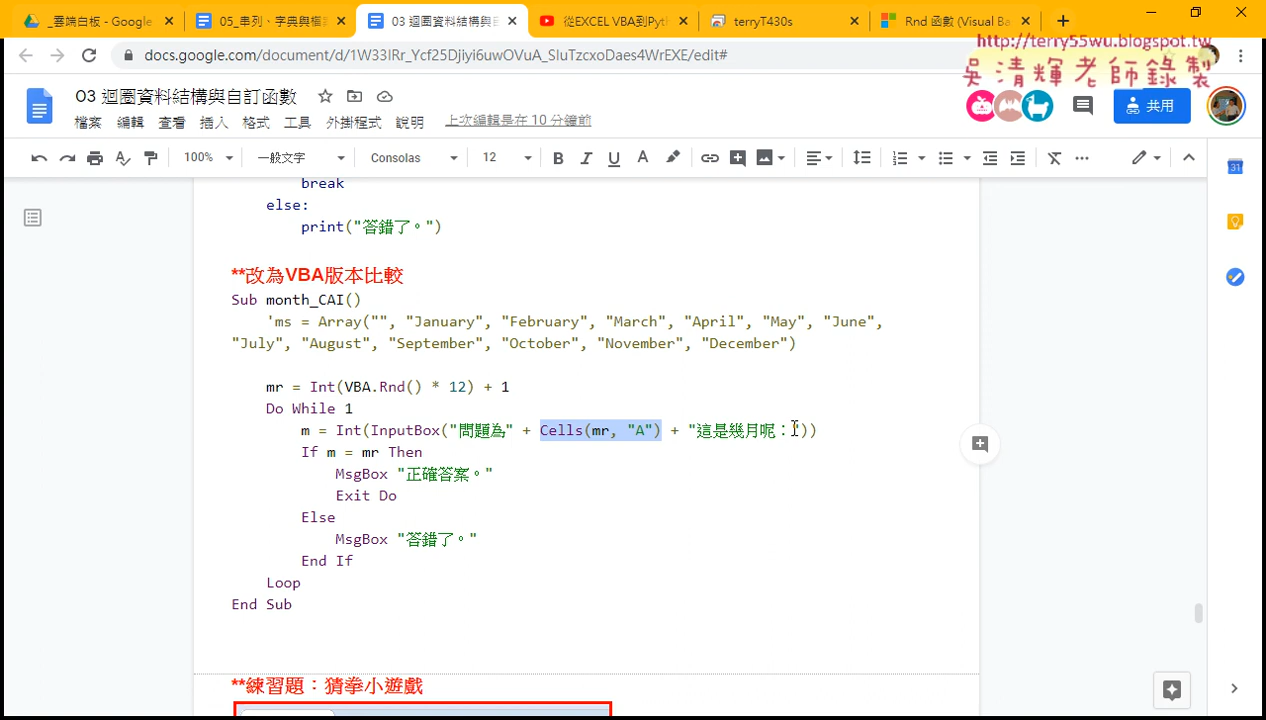 _雲端白板 - Google
05_串列、字典與檔案
03 迴圈資料結構與自
從EXCEL VBA到Pyth
terryT430s
Rnd 函數 (Visual Ba
docs.google.com/document/d/1W33IRr_Ycf25DJiyi6uwOVuA_SIuTzcxoDaes4WrEXE/edit#
http://terry55wu.blogspot.tw
吳清輝老師錄製
03 迴圈資料結構與自訂函數
檔案 編輯 查看 插入 格式 工具 外掛程式 說明 上次編輯是在 10 分鐘前
共用
100% 一般文字 Consolas 12 B I U A
31
break
else:
print("答錯了。")
**改為VBA版本比較
Sub month_CAI()
'ms = Array("", "January", "February", "March", "April", "May", "June",
"July", "August", "September", "October", "November", "December")
mr = Int(VBA.Rnd() * 12) + 1
Do While 1
m = Int(InputBox("問題為" + Cells(mr, "A") + "這是幾月呢："))
If m = mr Then
MsgBox "正確答案。"
Exit Do
Else
MsgBox "答錯了。"
End If
Loop
End Sub
**練習題：猜拳小遊戲